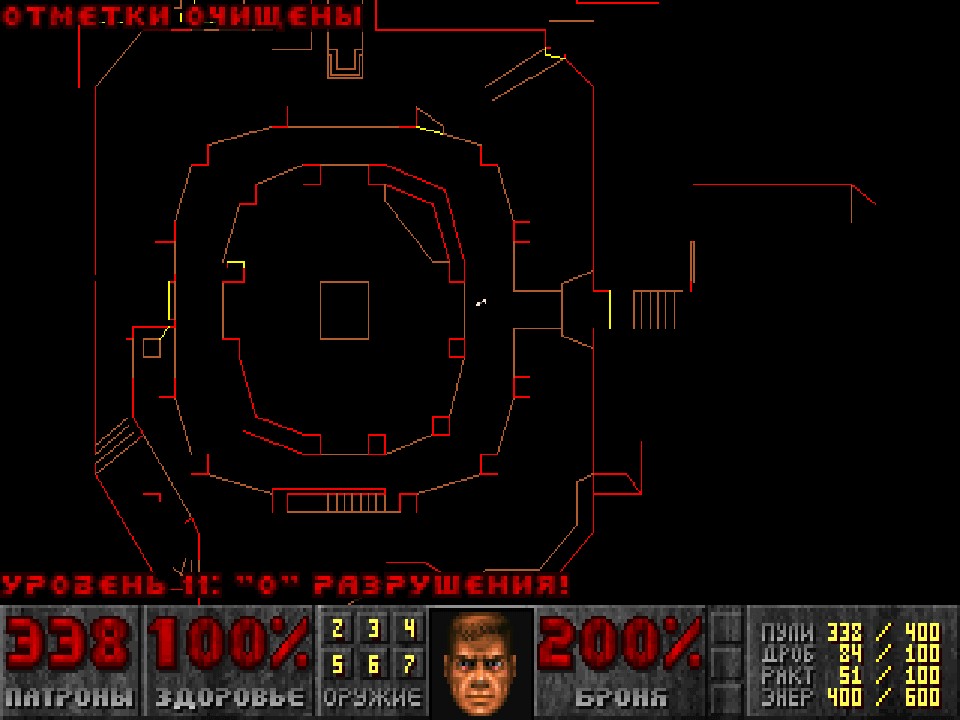 ОТМЕТКИ ОЧИЩЕНЫ
УРОВЕНЬ 11: "О" РАЗРУШЕНИЯ!
338 100% 2 3 4 200% ПУЛИ 338 / 400
ДРОБ 84 / 100
5 6 7 РАКТ 51 / 100
ПАТРОНЫ ЗДОРОВЬЕ ОРУЖИЕ БРОНЯ ЭНЕР 400 / 600